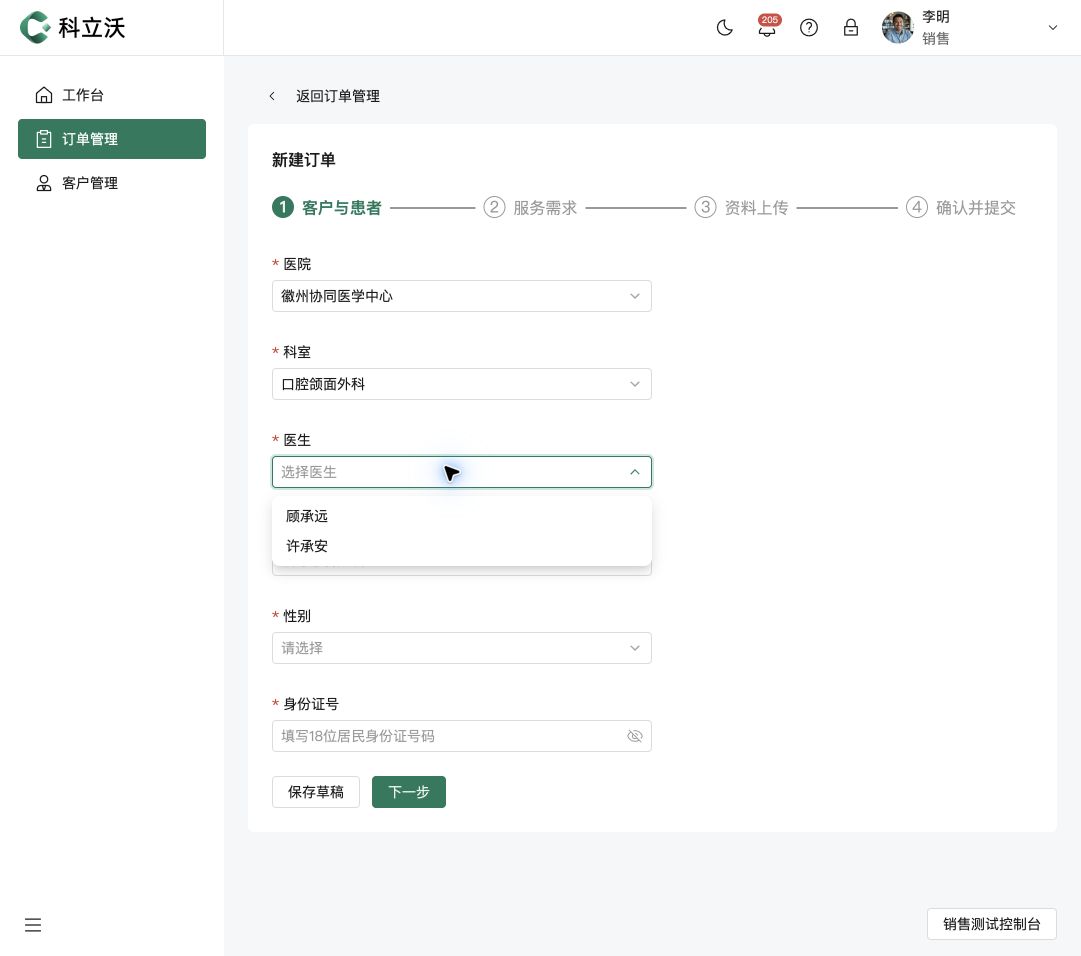 科立沃
205
李明
销售
工作台
订单管理
客户管理
返回订单管理
新建订单
1 客户与患者
2 服务需求
3 资料上传
4 确认并提交
* 医院
徽州协同医学中心
* 科室
口腔颌面外科
* 医生
选择医生
顾承远
许承安
* 性别
请选择
* 身份证号
填写18位居民身份证号码
保存草稿
下一步
销售测试控制台